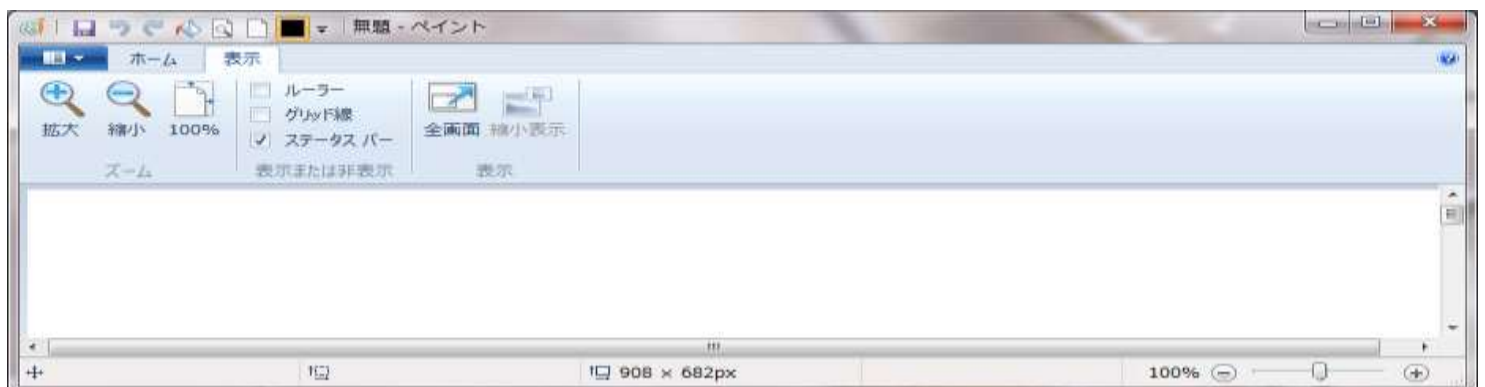 無題 - ペイント
ホーム 表示
拡大 縮小 100%
ズーム
ルーラー
グリッド線
ステータス バー
表示または非表示
全画面 縮小表示
表示
908 × 682px
100%